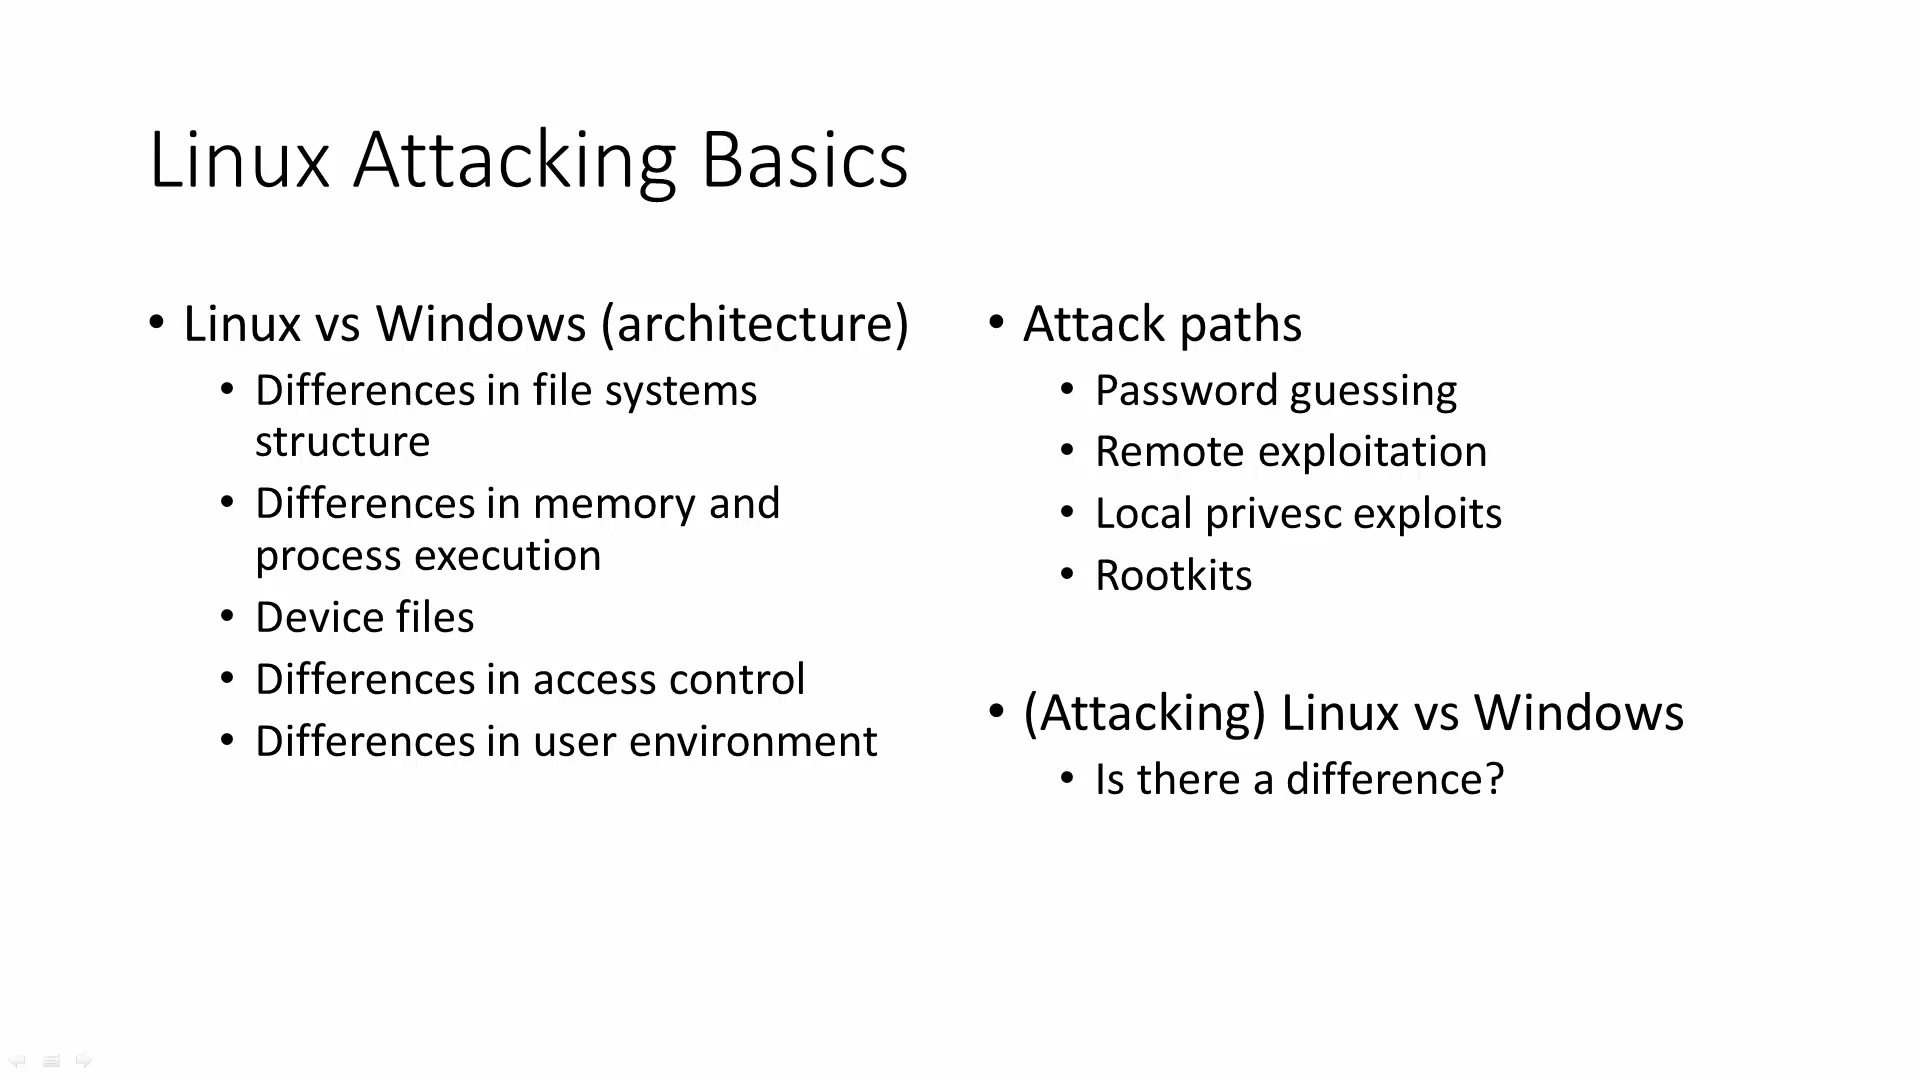 Linux Attacking Basics
• Linux vs Windows (architecture)
• Differences in file systems
structure
• Differences in memory and
process execution
• Device files
• Differences in access control
• Differences in user environment
• Attack paths
• Password guessing
• Remote exploitation
• Local privesc exploits
• Rootkits
• (Attacking) Linux vs Windows
• Is there a difference?